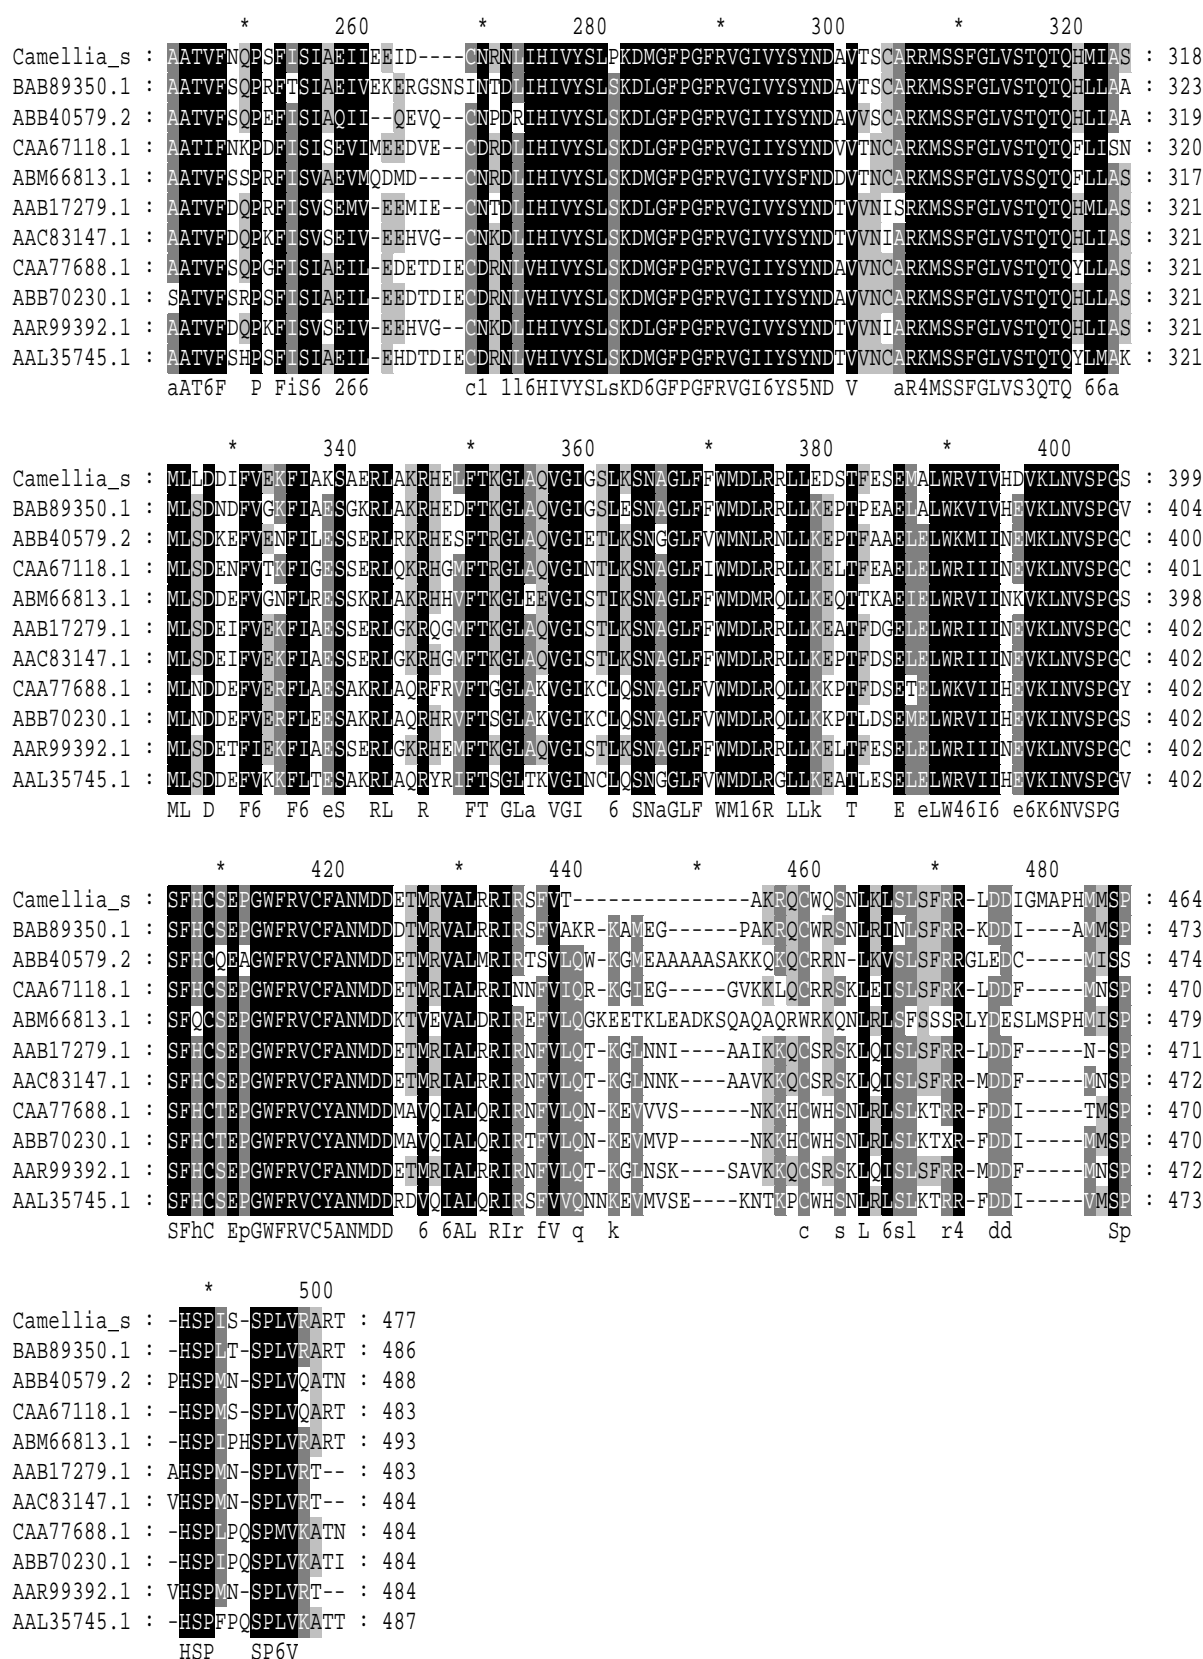 * 260 * 280 * 300 * 320
Camellia_s : AATVFNQPSFISIAEIIEEID----CNRNLIHIVYSLPKDMGFPGFRVGIVYSYNDAVTSCARRMSSFGLVSTQTQHMIAS : 318
BAB89350.1 : AATVFSQPRFTSIAEIVEKERGSNSINTDLIHIVYSLSKDMGFPGFRVGIVYSYNDAVTSCARKMSSFGLVSTQTQHLLAA : 323
ABB40579.2 : AATVFSQPEFISIAQII--QEVQ--CNPDRIHIVYSLSKDMGFPGFRVGIVYSYNDAVVSCARKMSSFGLVSTQTQHLIAA : 319
CAA67118.1 : AATIFNKPDFISISEVIMEEDVE--CDRDLIHIVYSLSKDLGFPGFRVGIIYSYNDVVTNCARKMSSFGLVSTQTQFLISN : 320
ABM66813.1 : AATVFSSPRFISVAEVMQDMD----CNRDLIHIVYSLSKDLGFPGFRVGIVYSFNDDVTNCARKMSSFGLVSSQTQFLLAS : 317
AAB17279.1 : AATVFDQPRFISVSEMV-EEMIE--CNTDLIHIVYSLSKDLGFPGFRVGIVYSYNDTVVNISRKMSSFGLVSTQTQHMLAS : 321
AAC83147.1 : AATVFDQPKFISVSEIV-EEHVG--CNKDLIHIVYSLSKDMGFPGFRVGIIYSYNDTVVNIARKMSSFGLVSTQTQHLIAS : 321
CAA77688.1 : AATVFSQPGFISIAEIL-EDETDIECDRNLVHIVYSLSKDMGFPGFRVGIIYSYNDAVVNCARKMSSFGLVSTQTQYLLAS : 321
ABB70230.1 : SATVFSRPSFISIAEIL-EEDTDIECDRNLVHIVYSLSKDMGFPGFRVGIIYSYNDAVVNCARKMSSFGLVSTQTQHLLAS : 321
AAR99392.1 : AATVFDQPKFISVSEIV-EEHVG--CNKDLIHIVYSLSKDMGFPGFRVGIIYSYNDAVVNIARKMSSFGLVSTQTQHLIAS : 321
AAL35745.1 : AATVFSHPSFISIAEIL-EHDTDIECDRNLVHIVYSLSKDMGFPGFRVGIIYSYNDTVVNCARKMSSFGLVSTQTQYLMAK : 321
aAT6F P FiS6 266 cl ll6HIVYSLsKD6GFPGFRVGI6YS5ND V aR4MSSFGLVS3QTQ 66a
* 340 * 360 * 380 * 400
Camellia_s : MLLDDIFVEKFIAKSAERLAKRHELFTKGLAQVGIGSLKSNAGLFFWMDLRRLLEDSTFESEMALWRVIVHDVKLNVSPGS : 399
BAB89350.1 : MLSDNDFVGKFIAESGKRLAKRHEDFTKGLAQVGIGSLESNAGLFFWMDLRRLLKEPTPEAELALWKVIVHEVKLNVSPGV : 404
ABB40579.2 : MLSDKEFVENFILESSERLRKRHESFTRGLAQVGIETLKSNGGLFVWMNLRNLLKEPTFAAELELWKMIINEMKLNVSPGC : 400
CAA67118.1 : MLSDENFVTKFIGESSERLQKRHGMFTRGLAQVGINTLKSNAGLFIWMDLRRLLKELTFEAELELWRVIINEVKLNVSPGC : 401
ABM66813.1 : MLSDDEFVGNFLRESSKRLAKRHHVFTKGLEEVGISTIKSNAGLFFWMDMRQLLKEQTTKAEIELWRVIINKVKLNVSPGS : 398
AAB17279.1 : MLSDEIFVEKFIAESSERLGKRQGMFTKGLAQVGISTLKSNAGLFFWMDLRRLLKEATFDGELELWRIIINEVKLNVSPGC : 402
AAC83147.1 : MLSDEIFVEKFIAESSERLGKRHGMFTKGLAQVGISTLKSNAGLFFWMDLRRLLKEPTFDSELELWRIIINEVKLNVSPGC : 402
CAA77688.1 : MLNDDEFVERFLAESAKRLAQRFRVFTGGLAKVGIKCLQSNAGLFVWMDLRQLLKKPTFDSETELWKVIIHEVKINVSPGY : 402
ABB70230.1 : MLNDDEFVERFLEESAKRLAQRHRVFTSGLAKVGIKCLQSNAGLFVWMDLRQLLKKPTLDSEMELWRVIIHEVKINVSPGS : 402
AAR99392.1 : MLSDETFIEKFIAESSERLGKRHEMFTKGLAQVGISTLKSNAGLFFWMDLRRLLKELTFESELELWRIIINEVKLNVSPGC : 402
AAL35745.1 : MLSDDEFVKKFLTESAKRLAQRYRIFTSGLTKVGINCLQSNGGLFVWMDLRGLLKEATLESELELWRVIIHEVKINVSPGV : 402
ML D F6 F6 eS RL R FT GLa VGI 6 SNaGLF WM16R LLk T E eLW46I6 e6K6NVSPG
* 420 * 440 * 460 * 480
Camellia_s : SFHCSEPGWFRVCFANMDDETMRVALRRIRSFVT---------------AKRQCWQSNLKLSLSFRR-LDDIGMAPHMMSP : 464
BAB89350.1 : SFHCSEPGWFRVCFANMDDDTMRVALRRIRSFVAKR-KAMEG------PAKRQCWRSNLRINLSFRR-KDDI-----AMMSP : 473
ABB40579.2 : SFHCQEAGWFRVCFANMDDETMRVALMRIRTSVLQW-KGMEAAAAASAKKQKQCRRN-LKVSLSFRRGLEDC-----MISS : 474
CAA67118.1 : SFHCSEPGWFRVCFANMDDETMRIALRRINNFVIQR-KGIEG------GVKKLQCRRSKLEISLSFRK-LDDF-----MNSP : 470
ABM66813.1 : SFQCSEPGWFRVCFANMDDKTVEVALDRIREFVLQGKEETKLEADKSQAQAQRWRKQNLRLSFSSSRLYDESLMSPHMISP : 479
AAB17279.1 : SFHCSEPGWFRVCFANMDDETMRIALRRIRNFVLQT-KGLNNI----AAIKKQCSRSKLQISLSFRR-LDDF-----N-SP : 471
AAC83147.1 : SFHCSEPGWFRVCFANMDDETMRIALRRIRNFVLQT-KGLNNK----AAVKKQCSRSKLQISLSFRR-MDDF-----MNSP : 472
CAA77688.1 : SFHCTEPGWFRVCYANMDDMAVQIALQRIRNFVLQN-KEVVVS------NKKHCWHSNLRLSLKTRR-FDDI-----TMSP : 470
ABB70230.1 : SFHCTEPGWFRVCYANMDDMAVQIALQRIRTFVLQN-KEVMVP------NKKHCWHSNLRLSLKTXR-FDDI-----MMSP : 470
AAR99392.1 : SFHCSEPGWFRVCFANMDDETMRIALRRIRNFVLQT-KGLNSK----SAVKKQCSRSKLQISLSFRR-MDDF-----MNSP : 472
AAL35745.1 : SFHCSEPGWFRVCYANMDDRDVQIALQRIRSFVVQNNKEVMVSE----KNTKPCWHSNLRLSLKTRR-FDDI-----VMSP : 473
SFhC EpGWFRVC5ANMDD 6 6AL RIr fV q k c s L 6sl r4 dd Sp
* 500
Camellia_s : -HSPIS-SPLVRART : 477
BAB89350.1 : -HSPLT-SPLVRART : 486
ABB40579.2 : PHSPMN-SPLVQATN : 488
CAA67118.1 : -HSPMS-SPLVQART : 483
ABM66813.1 : -HSPIPHSPLVRART : 493
AAB17279.1 : AHSPMN-SPLVRT-- : 483
AAC83147.1 : VHSPMN-SPLVRT-- : 484
CAA77688.1 : -HSPLPQSPMVKATN : 484
ABB70230.1 : -HSPIPQSPLVKATI : 484
AAR99392.1 : VHSPMN-SPLVRT-- : 484
AAL35745.1 : -HSPFPQSPLVKATT : 487
HSP SP6V